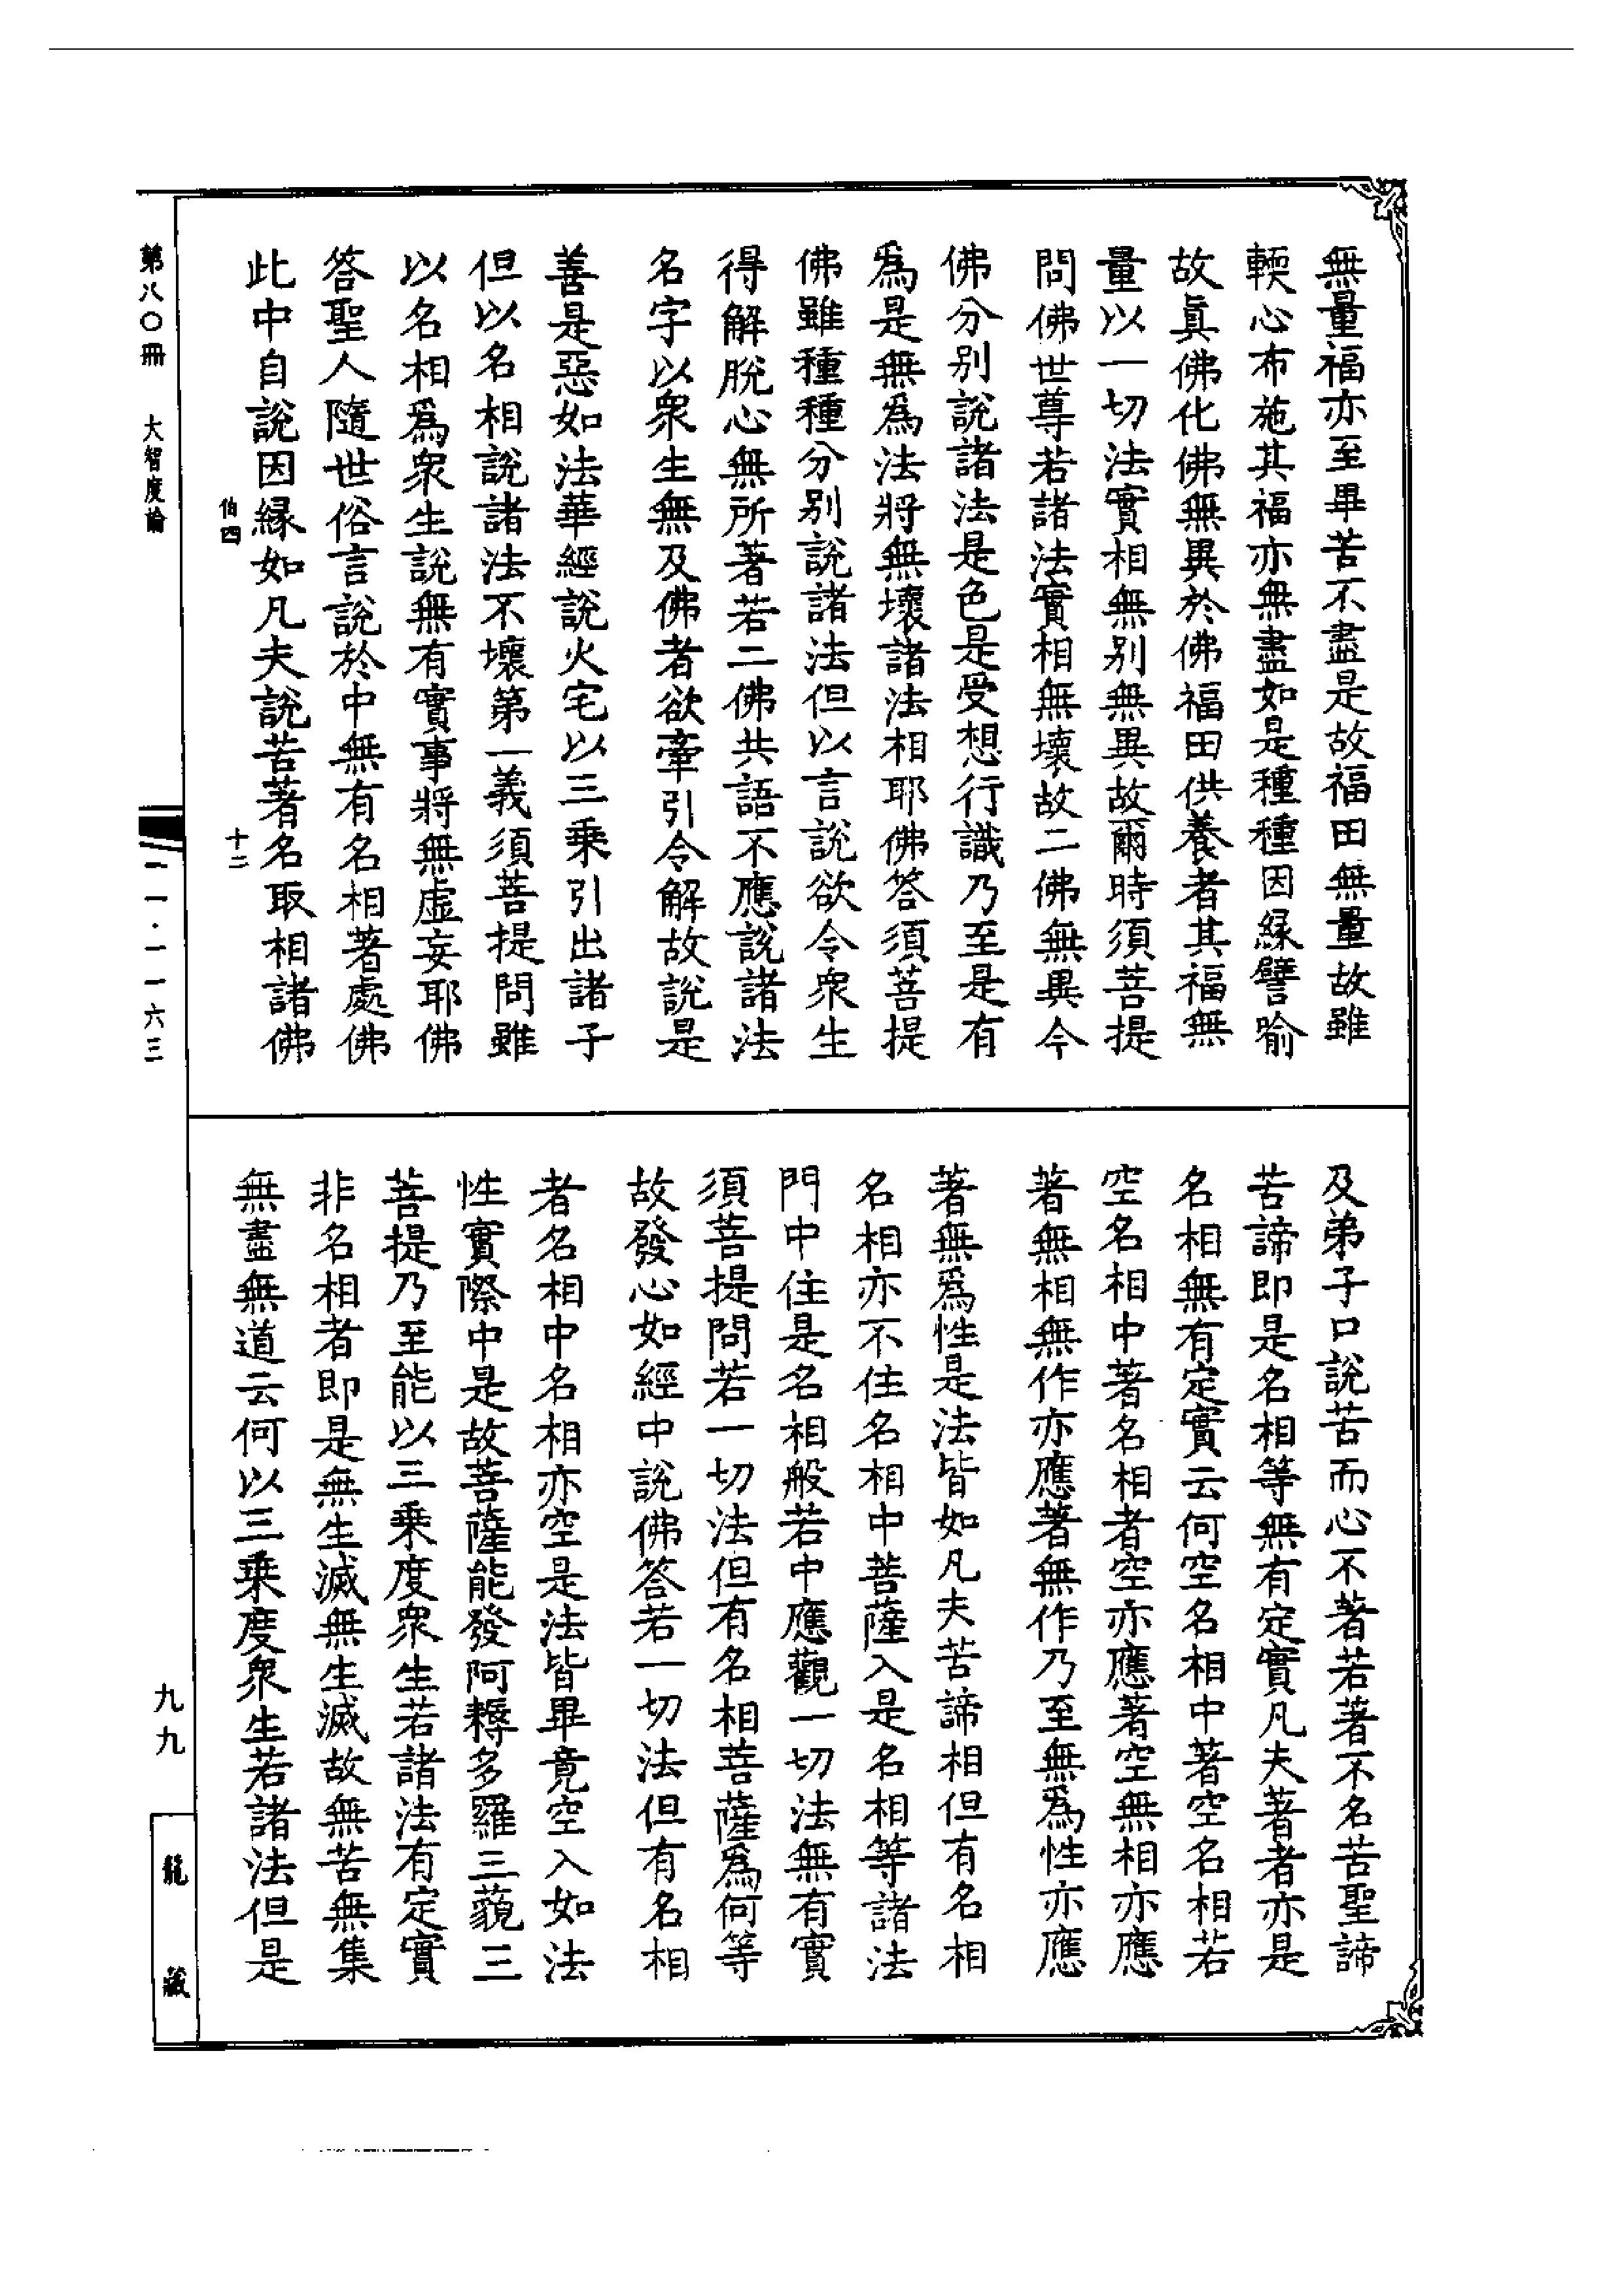 無量福亦至畢苦不盡是故福田無量故雖
輭心布施其福亦無盡如是種種因緣譬喻
故眞佛化佛無異於佛福田供養者其福無
量以一切法實相無別無異故爾時須菩提
問佛世尊若諸法實相無壞故二佛無異今
佛分別說諸法是色是受想行識乃至是有
爲是無爲法將無壞諸法相耶佛答須菩提
佛雖種種分別說諸法但以言說欲令衆生
得解脫心無所著若二佛共語不應說諸法
名字以衆生無及佛者欲牽引令解故說是
善是惡如法華經說火宅以三乘引出諸子
但以名相說諸法不壞第一義須菩提問雖
以名相爲衆生說無有實事將無虛妄耶佛
答聖人隨世俗言說於中無有名相著處佛
此中自說因緣如凡夫說苦著名取相諸佛
伯四
十二
及弟子口說苦而心不著若著不名苦聖諦
苦諦即是名相等無有定實凡夫著者亦是
名相無有定實云何空名相中著空名相若
空名相中著名相者空亦應著空無相亦應
著無相無作亦應著無作乃至無爲性亦應
著無爲性是法皆如凡夫苦諦相但有名相
名相亦不住名相中菩薩入是名相等諸法
門中住是名相般若中應觀一切法無有實
須菩提問若一切法但有名相菩薩爲何等
故發心如經中說佛答若一切法但有名相
者名相中名相亦空是法皆畢竟空入如法
性實際中是故菩薩能發阿耨多羅三藐三
菩提乃至能以三乘度衆生若諸法有定實
非名相者即是無生滅無生滅故無苦無集
無盡無道云何以三乘度衆生若諸法但是
第八〇冊 大智度論
一一·一一六三
九九
龍藏